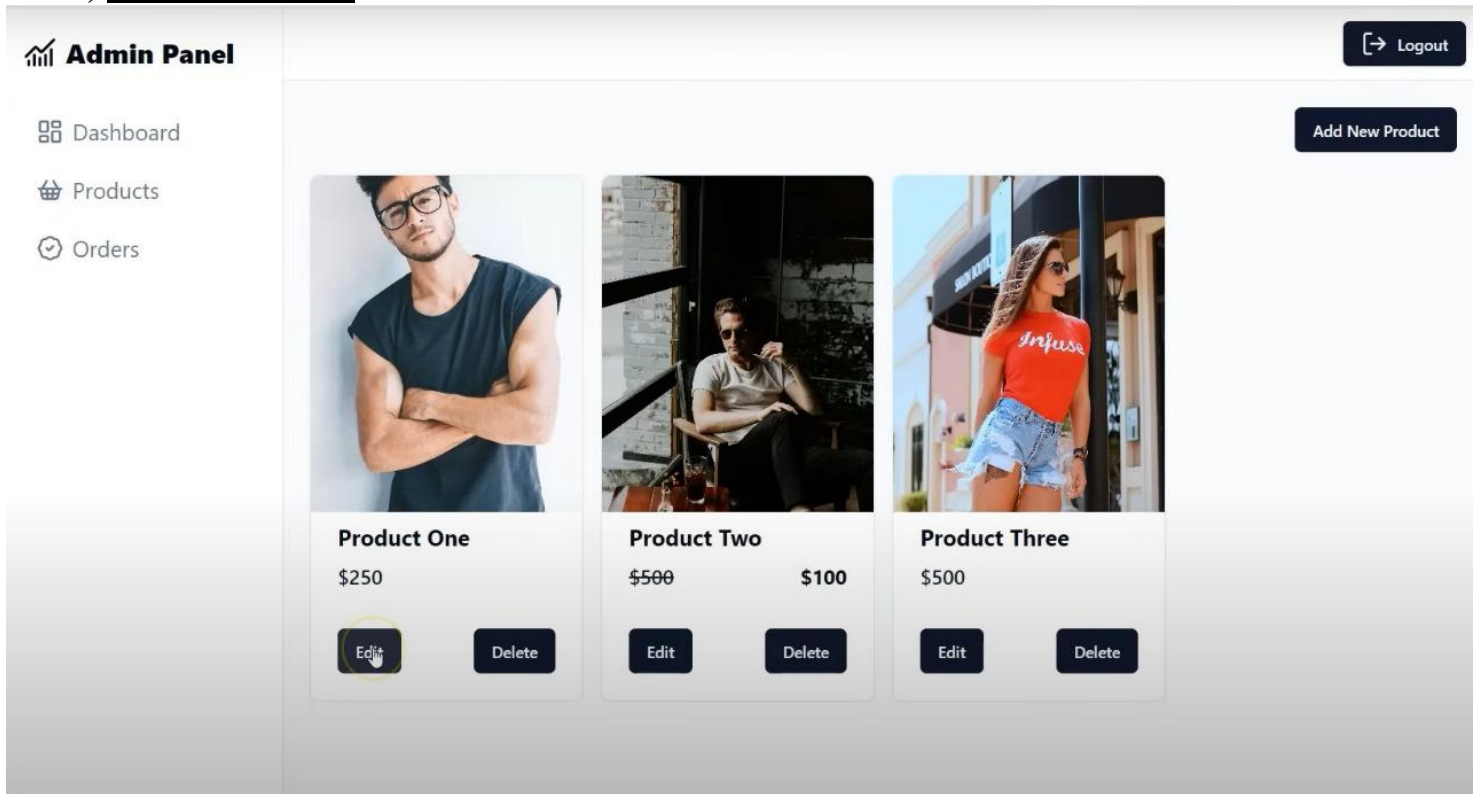 Admin Panel
Logout
Dashboard
Add New Product
Products
Orders
Infuse
Product One
$250
Edit
Delete
Product Two
$500 $100
Edit
Delete
Product Three
$500
Edit
Delete